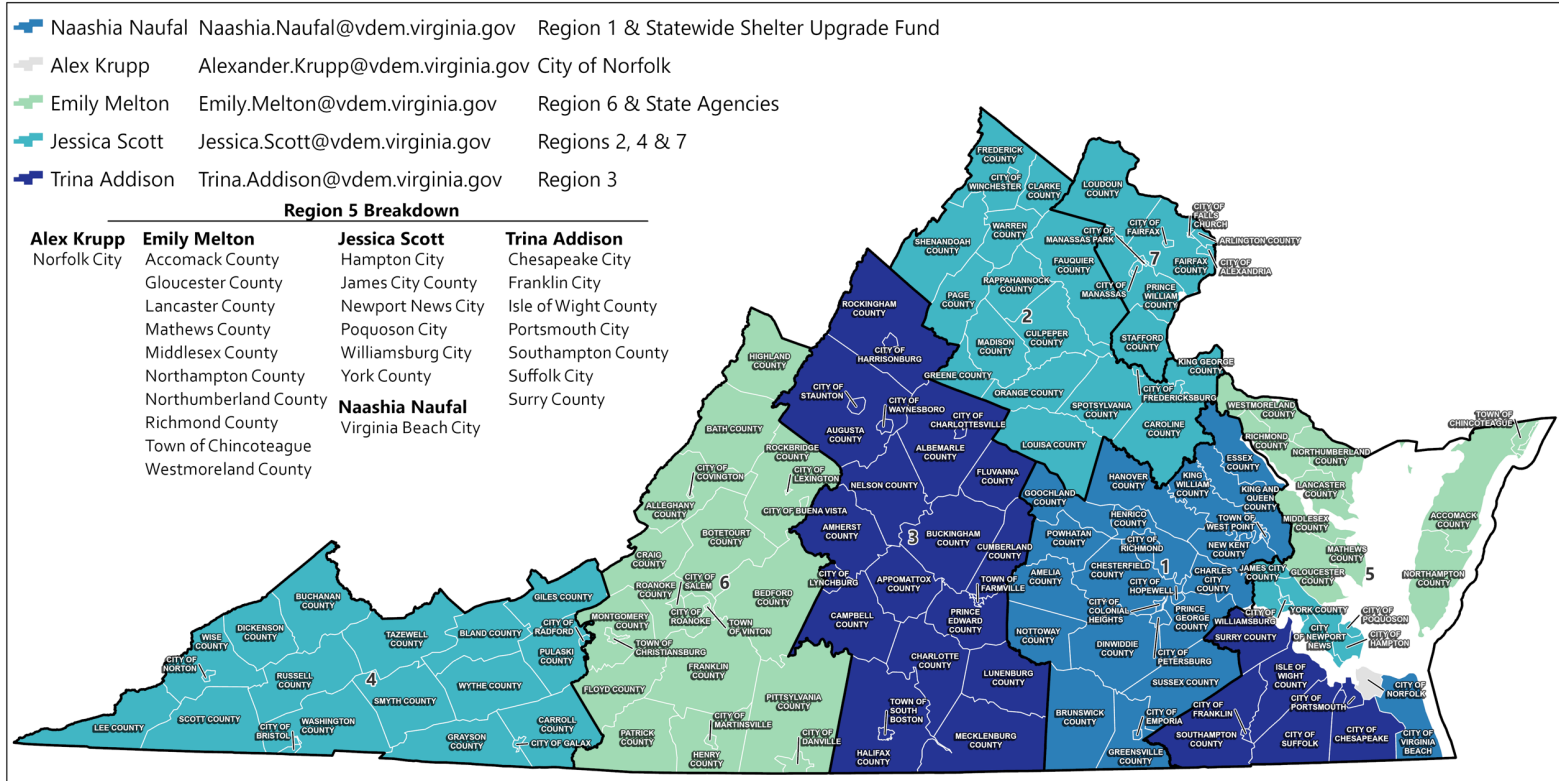 Naashia Naufal Naashia.Naufal@vdem.virginia.gov Region 1 & Statewide Shelter Upgrade Fund
Alex Krupp Alexander.Krupp@vdem.virginia.gov City of Norfolk
Emily Melton Emily.Melton@vdem.virginia.gov Region 6 & State Agencies
Jessica Scott Jessica.Scott@vdem.virginia.gov Regions 2, 4 & 7
Trina Addison Trina.Addison@vdem.virginia.gov Region 3
Region 5 Breakdown
Alex Krupp
Norfolk City
Emily Melton
Accomack County
Gloucester County
Lancaster County
Mathews County
Middlesex County
Northampton County
Northumberland County
Richmond County
Town of Chincoteague
Westmoreland County
Jessica Scott
Hampton City
James City County
Newport News City
Poquoson City
Williamsburg City
York County
Naashia Naufal
Virginia Beach City
Trina Addison
Chesapeake City
Franklin City
Isle of Wight County
Portsmouth City
Southampton County
Suffolk City
Surry County
FREDERICK
COUNTY
CITY OF
WINCHESTER
CLARKE
COUNTY
WARREN
COUNTY
SHENANDOAH
COUNTY
FAUQUIER
COUNTY
RAPPAHANNOCK
COUNTY
PAGE
COUNTY
2
CULPEPER
COUNTY
MADISON
COUNTY
GREENE COUNTY
ORANGE COUNTY
SPOTSYLVANIA
COUNTY
CITY OF
FREDERICKSBURG
KING GEORGE
COUNTY
CAROLINE
COUNTY
LOUISA COUNTY
LOUDOUN
COUNTY
CITY OF
FALLS
CHURCH
CITY OF
FAIRFAX
ARLINGTON COUNTY
CITY OF
MANASSAS PARK
7
FAIRFAX
COUNTY
CITY OF
ALEXANDRIA
CITY OF
MANASSAS
PRINCE
WILLIAM
COUNTY
STAFFORD
COUNTY
ROCKINGHAM
COUNTY
CITY OF
HARRISONBURG
CITY OF
STAUNTON
CITY OF
WAYNESBORO
AUGUSTA
COUNTY
CITY OF
CHARLOTTESVILLE
ALBEMARLE
COUNTY
FLUVANNA
COUNTY
NELSON COUNTY
AMHERST
COUNTY
3
BUCKINGHAM
COUNTY
CUMBERLAND
COUNTY
CITY OF
LYNCHBURG
APPOMATTOX
COUNTY
TOWN OF
FARMVILLE
CAMPBELL
COUNTY
PRINCE
EDWARD
COUNTY
CHARLOTTE
COUNTY
LUNENBURG
COUNTY
TOWN OF
SOUTH
BOSTON
HALIFAX
COUNTY
MECKLENBURG
COUNTY
HIGHLAND
COUNTY
BATH COUNTY
ROCKBRIDGE
COUNTY
CITY OF
COVINGTON
CITY OF
LEXINGTON
ALLEGHANY
COUNTY
CITY OF BUENA VISTA
BOTETOURT
COUNTY
CRAIG
COUNTY
ROANOKE
COUNTY
CITY OF
SALEM
6
BEDFORD
COUNTY
MONTGOMERY
COUNTY
CITY OF
ROANOKE
TOWN
OF VINTON
TOWN OF
CHRISTIANSBURG
FRANKLIN
COUNTY
FLOYD COUNTY
PITTSYLVANIA
COUNTY
CITY OF
MARTINSVILLE
PATRICK
COUNTY
HENRY
COUNTY
CITY OF
DANVILLE
BUCHANAN
COUNTY
GILES COUNTY
DICKENSON
COUNTY
WISE
COUNTY
TAZEWELL
COUNTY
BLAND COUNTY
CITY OF
RADFORD
PULASKI
COUNTY
CITY OF
NORTON
RUSSELL
COUNTY
4
WYTHE COUNTY
SMYTH COUNTY
LEE COUNTY
SCOTT COUNTY
CITY OF
BRISTOL
WASHINGTON
COUNTY
GRAYSON
COUNTY
CARROLL
COUNTY
CITY OF GALAX
GOOCHLAND
COUNTY
HANOVER
COUNTY
ESSEX
COUNTY
KING
WILLIAM
COUNTY
KING AND
QUEEN
COUNTY
HENRICO
COUNTY
TOWN OF
WEST POINT
POWHATAN
COUNTY
CITY OF
RICHMOND
NEW KENT
COUNTY
AMELIA
COUNTY
CHESTERFIELD
COUNTY
1
CHARLES
CITY
COUNTY
CITY OF
HOPEWELL
CITY OF
COLONIAL
HEIGHTS
PRINCE
GEORGE
COUNTY
NOTTOWAY
COUNTY
DINWIDDIE
COUNTY
CITY OF
PETERSBURG
SUSSEX COUNTY
BRUNSWICK
COUNTY
CITY OF
EMPORIA
GREENSVILLE
COUNTY
WESTMORELAND
COUNTY
RICHMOND
COUNTY
NORTHUMBERLAND
COUNTY
LANCASTER
COUNTY
MIDDLESEX
COUNTY
MATHEWS
COUNTY
GLOUCESTER
COUNTY
5
TOWN OF
CHINCOTEAGUE
ACCOMACK
COUNTY
NORTHAMPTON
COUNTY
JAMES CITY
COUNTY
CITY OF
WILLIAMSBURG
YORK COUNTY
CITY OF
POQUOSON
CITY
OF NEWPORT
NEWS
CITY OF
HAMPTON
SURRY COUNTY
ISLE OF
WIGHT
COUNTY
CITY OF
NORFOLK
CITY OF
PORTSMOUTH
CITY OF
FRANKLIN
SOUTHAMPTON
COUNTY
CITY OF
SUFFOLK
CITY OF
CHESAPEAKE
CITY OF
VIRGINIA
BEACH